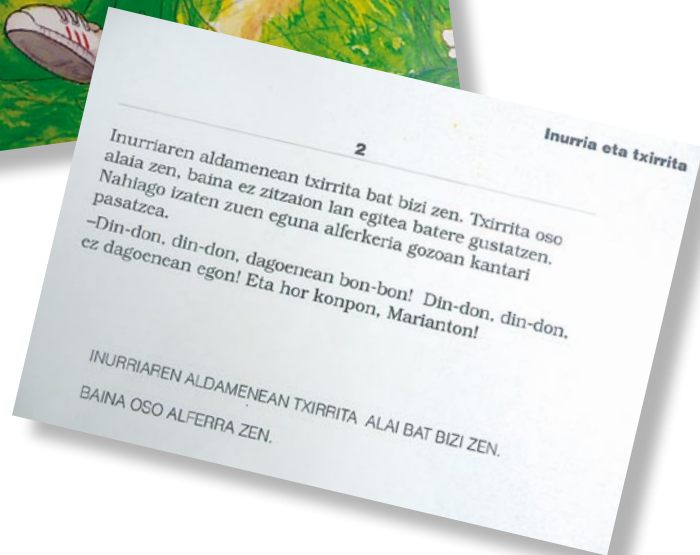 Inurria eta txirrita
2
Inurriaren aldamenean txirrita bat bizi zen. Txirrita oso
alaia zen, baina ez zitzaion lan egitea batere gustatzen.
Nahiago izaten zuen eguna alferkeria gozoan kantari
pasatzea.
–Din-don, din-don, dagoenean bon-bon! Din-don, din-don,
ez dagoenean egon! Eta hor konpon, Marianton!
INURRIAREN ALDAMENEAN TXIRRITA ALAI BAT BIZI ZEN.
BAINA OSO ALFERRA ZEN.